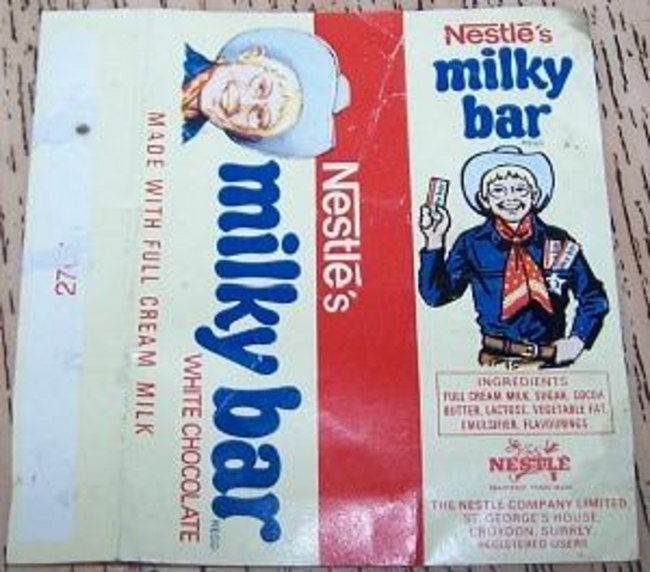 Nestlé's
milky
bar
REGD
INGREDIENTS
FULL CREAM, MILK, SUGAR, COCOA
BUTTER, LACTOSE, VEGETABLE FAT,
EMULSIFIER, FLAVOURINGS
NESTLÉ
THE NESTLÉ COMPANY LIMITED,
ST. GEORGE'S HOUSE,
CROYDON, SURREY.
REGISTERED USERS
Nestlé's
milky bar
REGD
WHITE CHOCOLATE
MADE WITH FULL CREAM MILK